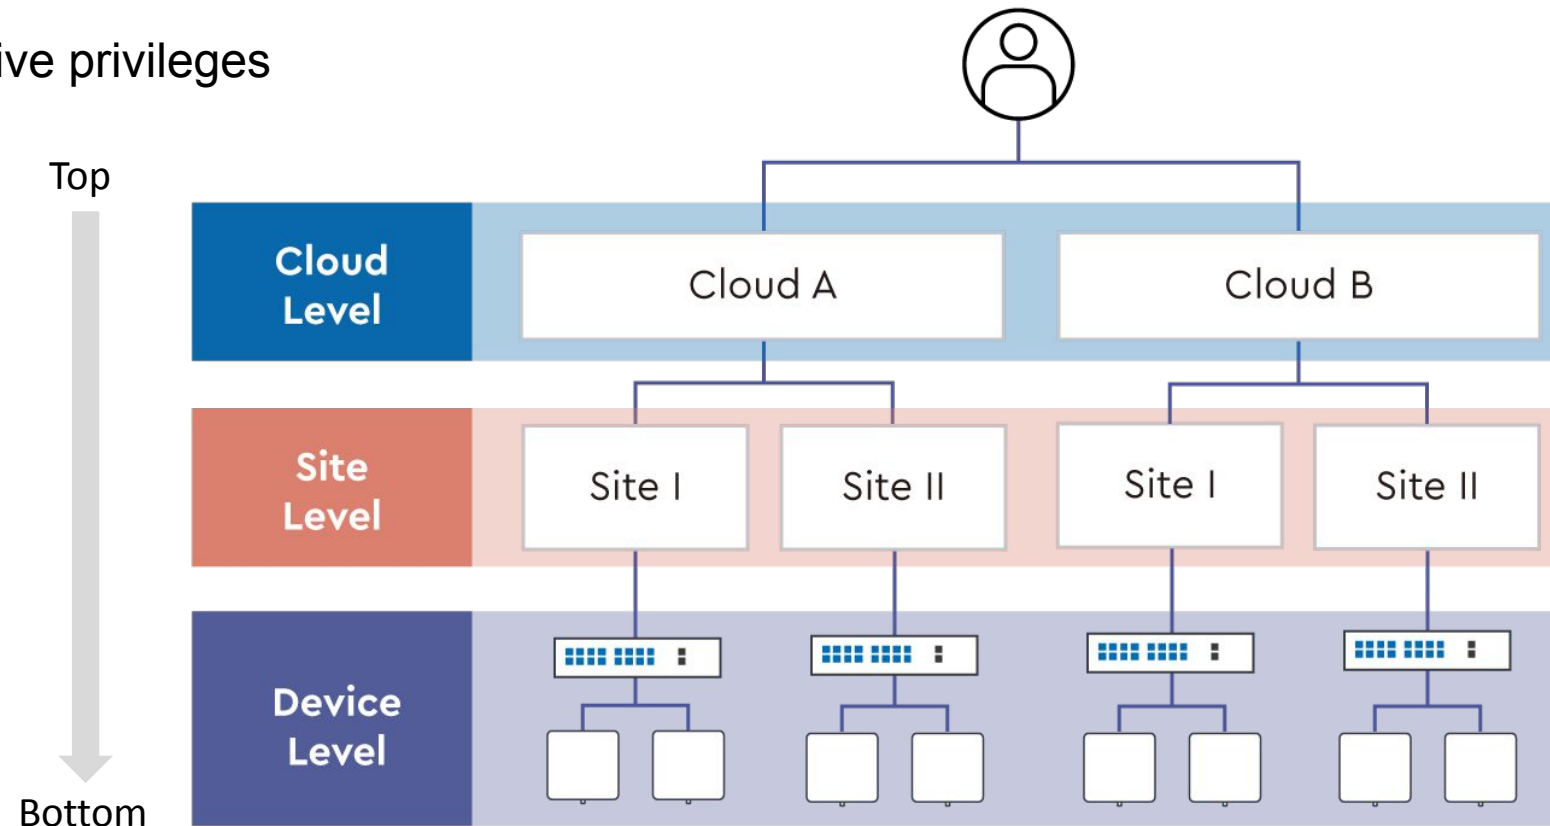 ive privileges
Top
Cloud
Level
Cloud A
Cloud B
Site
Level
Site I
Site II
Site I
Site II
Device
Level
Bottom